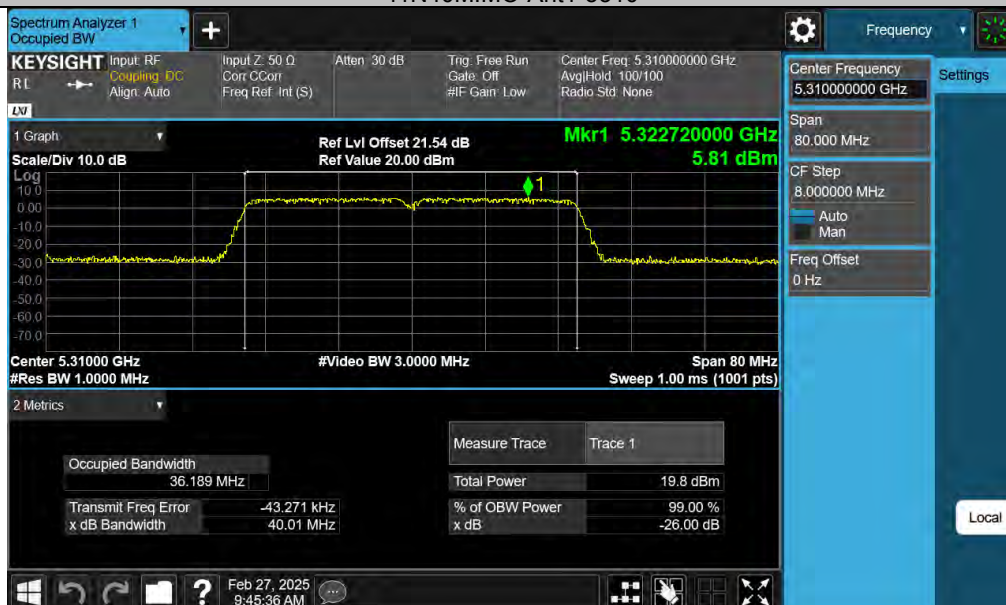 Spectrum Analyzer 1
Occupied BW
+
Frequency
KEYSIGHT
Input: RF
Coupling: DC
Align: Auto
Input Z: 50 Ω
Corr CCorr
Freq Ref: Int (S)
Atten: 30 dB
Trig: Free Run
Gate: Off
#IF Gain: Low
Center Freq: 5.310000000 GHz
Avg|Hold: 100/100
Radio Std: None
LXI
Center Frequency
5.310000000 GHz
Settings
Span
80.000 MHz
CF Step
8.000000 MHz
Auto
Man
Freq Offset
0 Hz
Local
1 Graph
Scale/Div 10.0 dB
Ref Lvl Offset 21.54 dB
Ref Value 20.00 dBm
Mkr1 5.322720000 GHz
5.81 dBm
Log
10.0
0.00
-10.0
-20.0
-30.0
-40.0
-50.0
-60.0
-70.0
1
Center 5.31000 GHz
#Video BW 3.0000 MHz
Span 80 MHz
#Res BW 1.0000 MHz
Sweep 1.00 ms (1001 pts)
2 Metrics
Measure Trace Trace 1
Occupied Bandwidth
36.189 MHz
Total Power 19.8 dBm
Transmit Freq Error -43.271 kHz
% of OBW Power 99.00 %
x dB Bandwidth 40.01 MHz
x dB -26.00 dB
?
Feb 27, 2025
9:45:36 AM